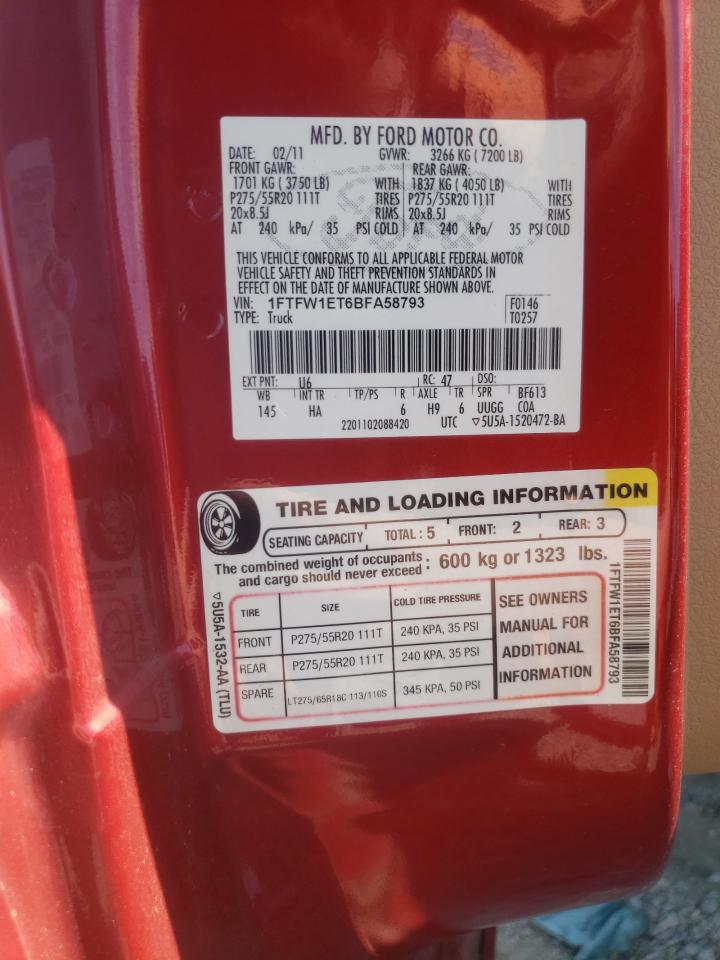 MFD. BY FORD MOTOR CO.
DATE: 02/11 GVWR: 3266 KG ( 7200 LB)
FRONT GAWR: REAR GAWR:
1701 KG ( 3750 LB) WITH 1837 KG ( 4050 LB) WITH
P275/55R20 111T TIRES P275/55R20 111T TIRES
20x8.5J RIMS 20x8.5J RIMS
AT 240 kPa/ 35 PSI COLD AT 240 kPa/ 35 PSI COLD
THIS VEHICLE CONFORMS TO ALL APPLICABLE FEDERAL MOTOR
VEHICLE SAFETY AND THEFT PREVENTION STANDARDS IN
EFFECT ON THE DATE OF MANUFACTURE SHOWN ABOVE.
VIN: 1FTFW1ET6BFA58793 F0146
TYPE: Truck T0257
EXT PNT: U6 RC: 47 DSO:
WB INT TR TP/PS R AXLE TR SPR BF613
145 HA 6 H9 6 UUGG COA
2201102088420 UTC ▽5U5A-1520472-BA
TIRE AND LOADING INFORMATION
SEATING CAPACITY TOTAL : 5 FRONT: 2 REAR: 3
The combined weight of occupants
and cargo should never exceed : 600 kg or 1323 lbs.
TIRE SIZE COLD TIRE PRESSURE
FRONT P275/55R20 111T 240 KPA, 35 PSI
REAR P275/55R20 111T 240 KPA, 35 PSI
SPARE LT275/65R18C 113/110S 345 KPA, 50 PSI
SEE OWNERS
MANUAL FOR
ADDITIONAL
INFORMATION
▽5U5A-1532-AA (TLU)
1FTFW1ET6BFA58793